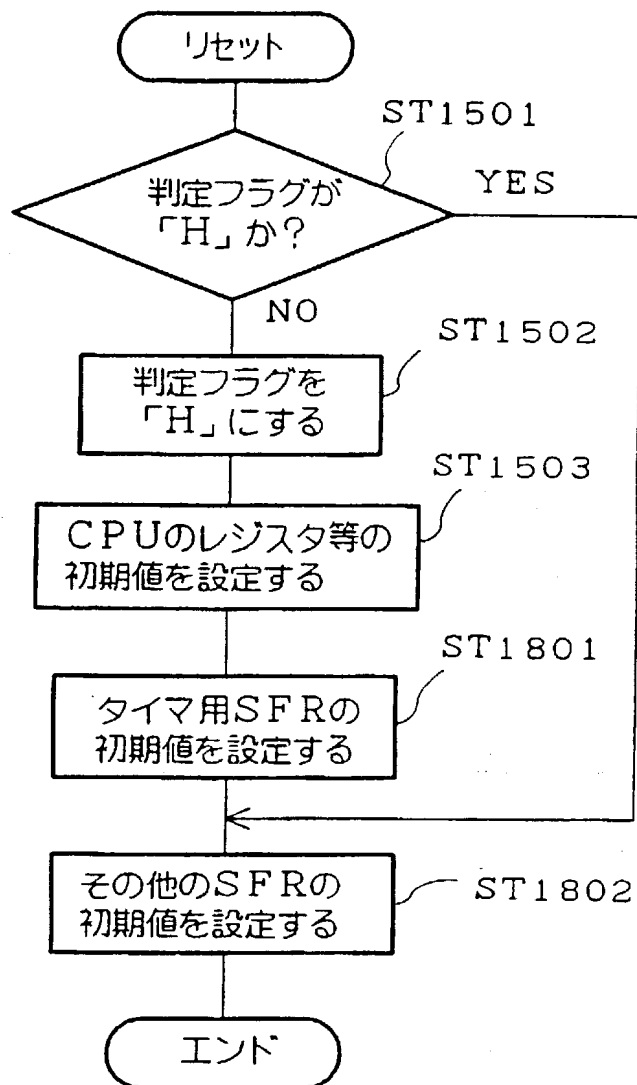 リセット
ST1501
判定フラグが
「H」か？
YES
NO
ST1502
判定フラグを
「H」にする
ST1503
CPUのレジスタ等の
初期値を設定する
ST1801
タイマ用SFRの
初期値を設定する
その他のSFRの
初期値を設定する
ST1802
エンド